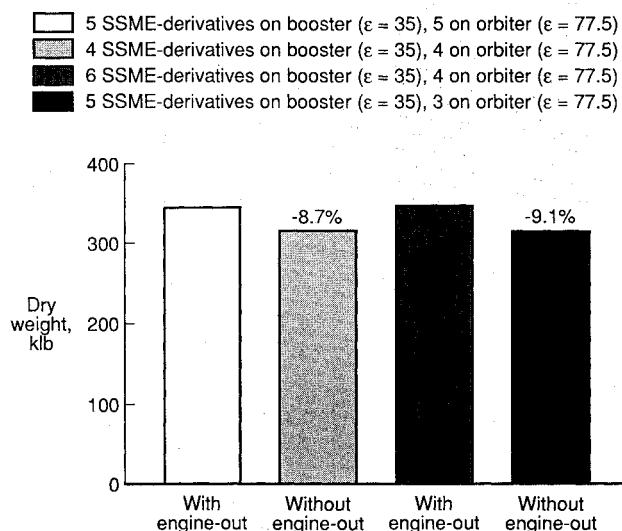 5 SSME-derivatives on booster (ε = 35), 5 on orbiter (ε = 77.5)
4 SSME-derivatives on booster (ε = 35), 4 on orbiter (ε = 77.5)
6 SSME-derivatives on booster (ε = 35), 4 on orbiter (ε = 77.5)
5 SSME-derivatives on booster (ε = 35), 3 on orbiter (ε = 77.5)
400
300
200
100
0
Dry
weight,
klb
-8.7%
-9.1%
With Without With Without
engine-out engine-out engine-out engine-out